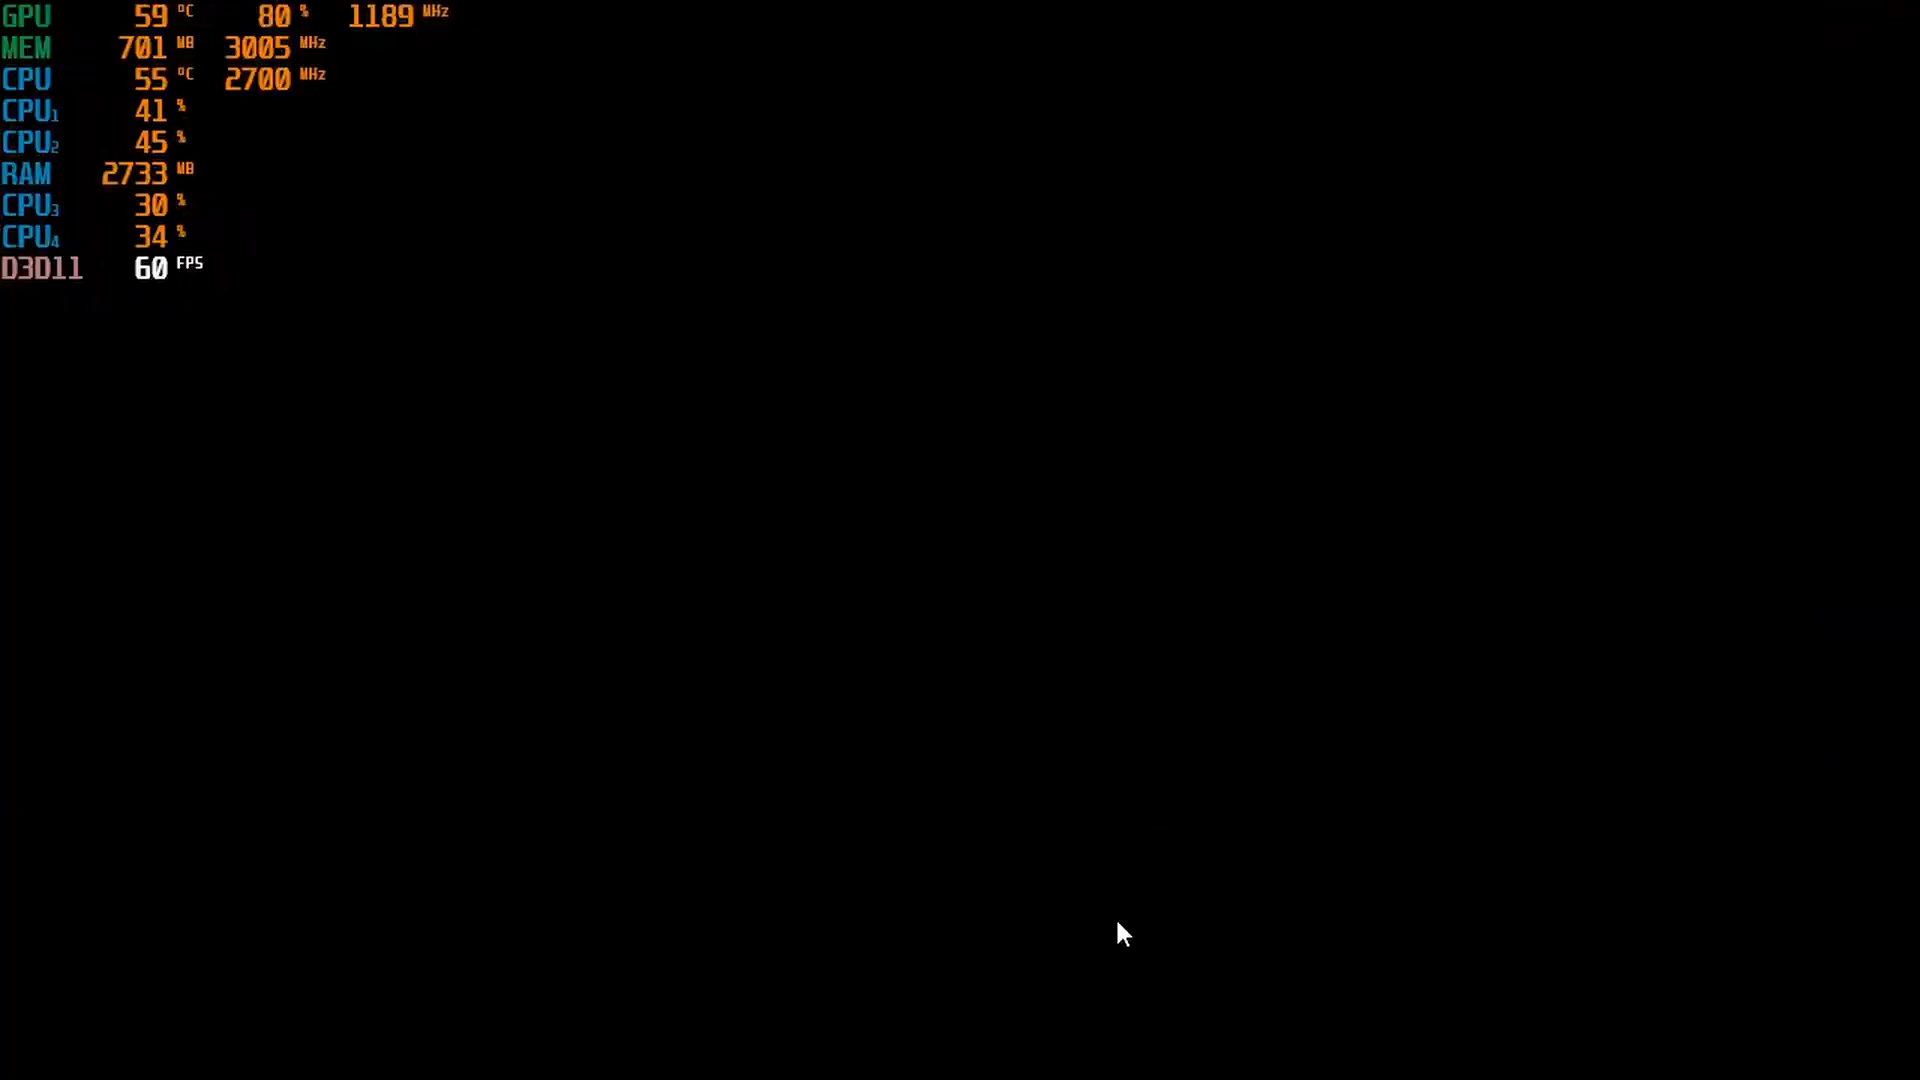 GPU 59 °C 80 % 1189 MHz
MEM 701 MB 3005 MHz
CPU 55 °C 2700 MHz
CPU1 41 %
CPU2 45 %
RAM 2733 MB
CPU3 30 %
CPU4 34 %
D3D11 60 FPS